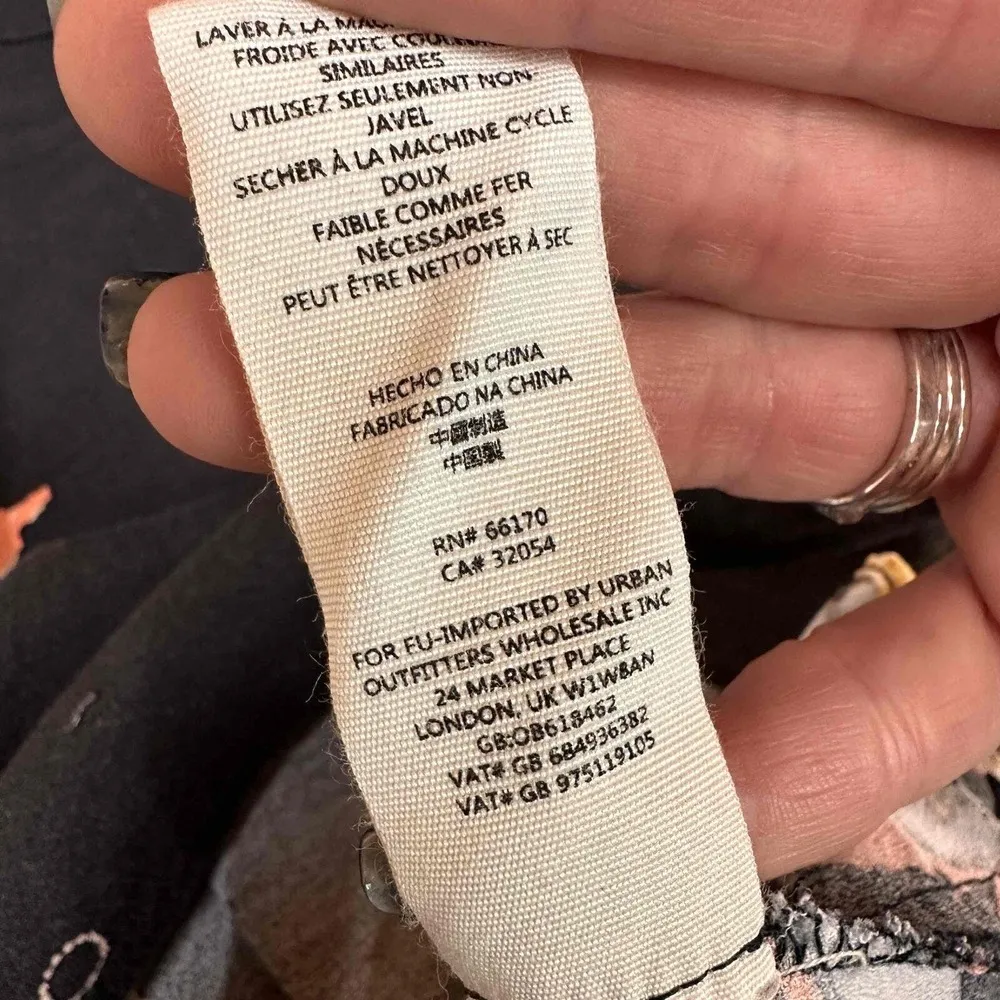 LAVER À LA
FROIDE AVEC
SIMILAIRES
UTILISEZ SEULEMENT NON-
JAVEL
SECHER À LA MACHINE CYCLE
DOUX
FAIBLE COMME FER
NÉCESSAIRES
PEUT ÊTRE NETTOYER À SEC
HECHO EN CHINA
FABRICADO NA CHINA
中國制造
中国製
RN# 66170
CA# 32054
FOR EU-IMPORTED BY URBAN
OUTFITTERS WHOLESALE INC
24 MARKET PLACE
LONDON, UK W1W8AN
GB:OB618462
VAT# GB 684936382
VAT# GB 975119105